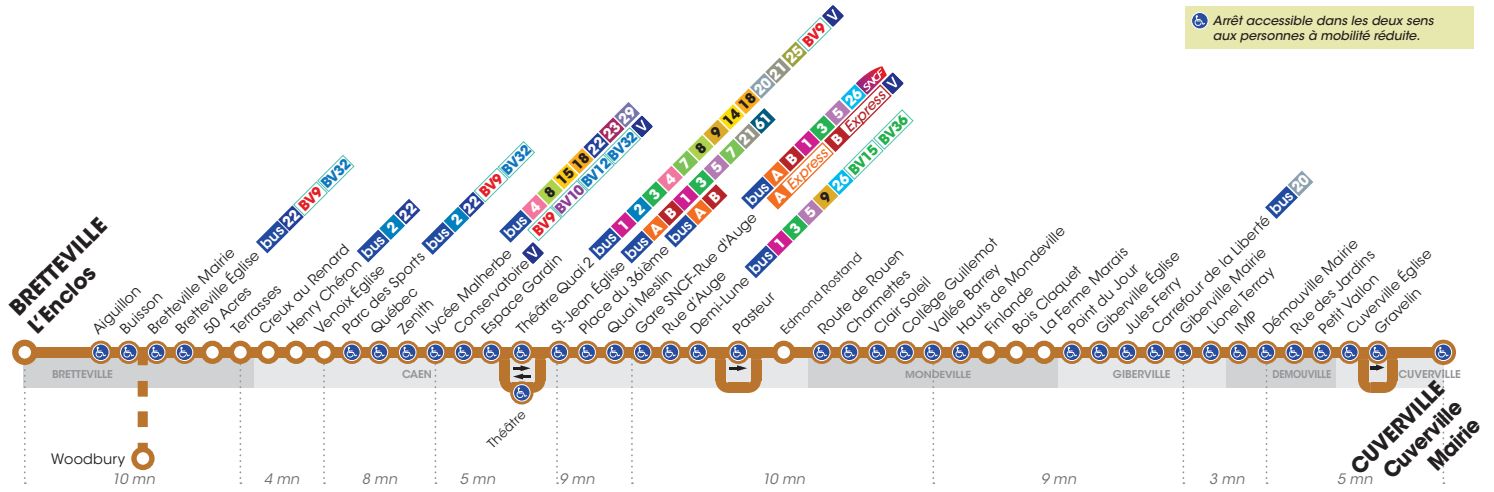 Arrêt accessible dans les deux sens
aux personnes à mobilité réduite.
BRETTEVILLE
L'Enclos
Aiguillon
Buisson
Bretteville Mairie
Bretteville Église bus 22 BV9 BV32
50 Acres
Terrasses
Creux au Renard
Henry Chéron bus 2 22
Venoix Église
Parc des Sports bus 2 22 BV9 BV32
Québec
Zenith
Lycée Malherbe bus 4 8 15 18 22 23 29
BV9 BV10 BV12 BV32 V
Conservatoire V
Espace Gardin
Théâtre Quai 2 bus 1 2 3 4 7 8 9 14 18 20 21 25 BV9 V
St-Jean Église bus A B 1 3 5 7 21 61
Place du 36ième bus A B
Quai Meslin
Gare SNCF-Rue d'Auge bus A B 1 3 5 26 SNCF
A Express B Express V
Rue d'Auge
Demi-Lune bus 1 3 5 9 26 BV15 BV36
Pasteur
Edmond Rostand
Route de Rouen
Charmettes
Clair Soleil
Collège Guillemot
Vallée Barrey
Hauts de Mondeville
Finlande
Bois Claquet
La Ferme Marais
Point du Jour
Giberville Église
Jules Ferry
Carrefour de la Liberté bus 20
Giberville Mairie
Lionel Terray
IMP
Démouville Mairie
Rue des Jardins
Petit Vallon
Cuverville Église
Gravelin
BRETTEVILLE
CAEN
MONDEVILLE
GIBERVILLE
DEMOUVILLE
CUVERVILLE
Théâtre
CUVERVILLE
Cuverville
Mairie
Woodbury
10 mn
4 mn
8 mn
5 mn
9 mn
10 mn
9 mn
3 mn
5 mn